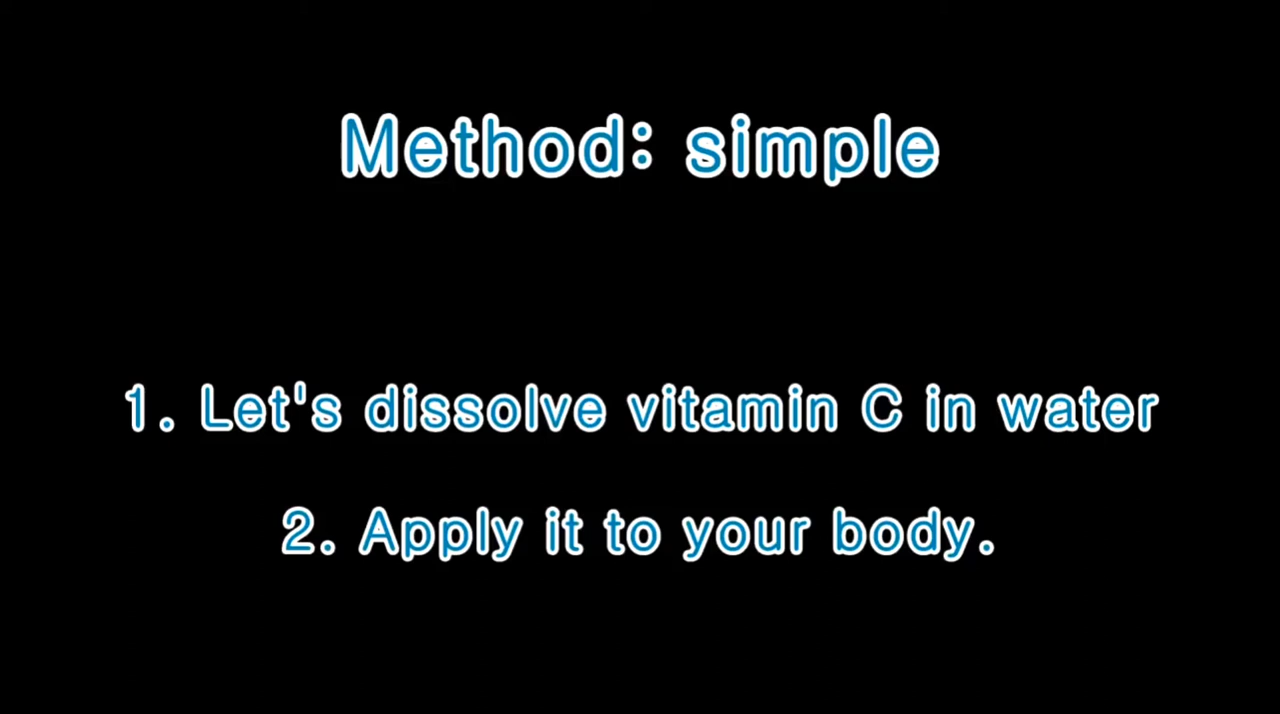 Method: simple
1. Let's dissolve vitamin C in water
2. Apply it to your body.